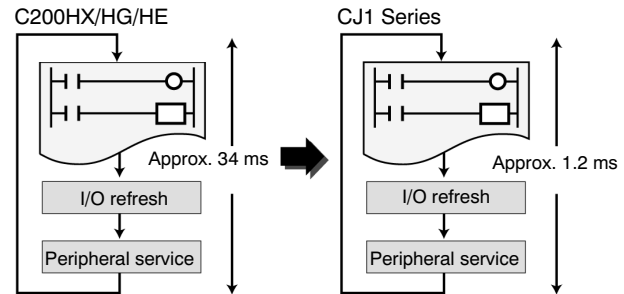 C200HX/HG/HE
Approx. 34 ms
I/O refresh
Peripheral service
CJ1 Series
Approx. 1.2 ms
I/O refresh
Peripheral service